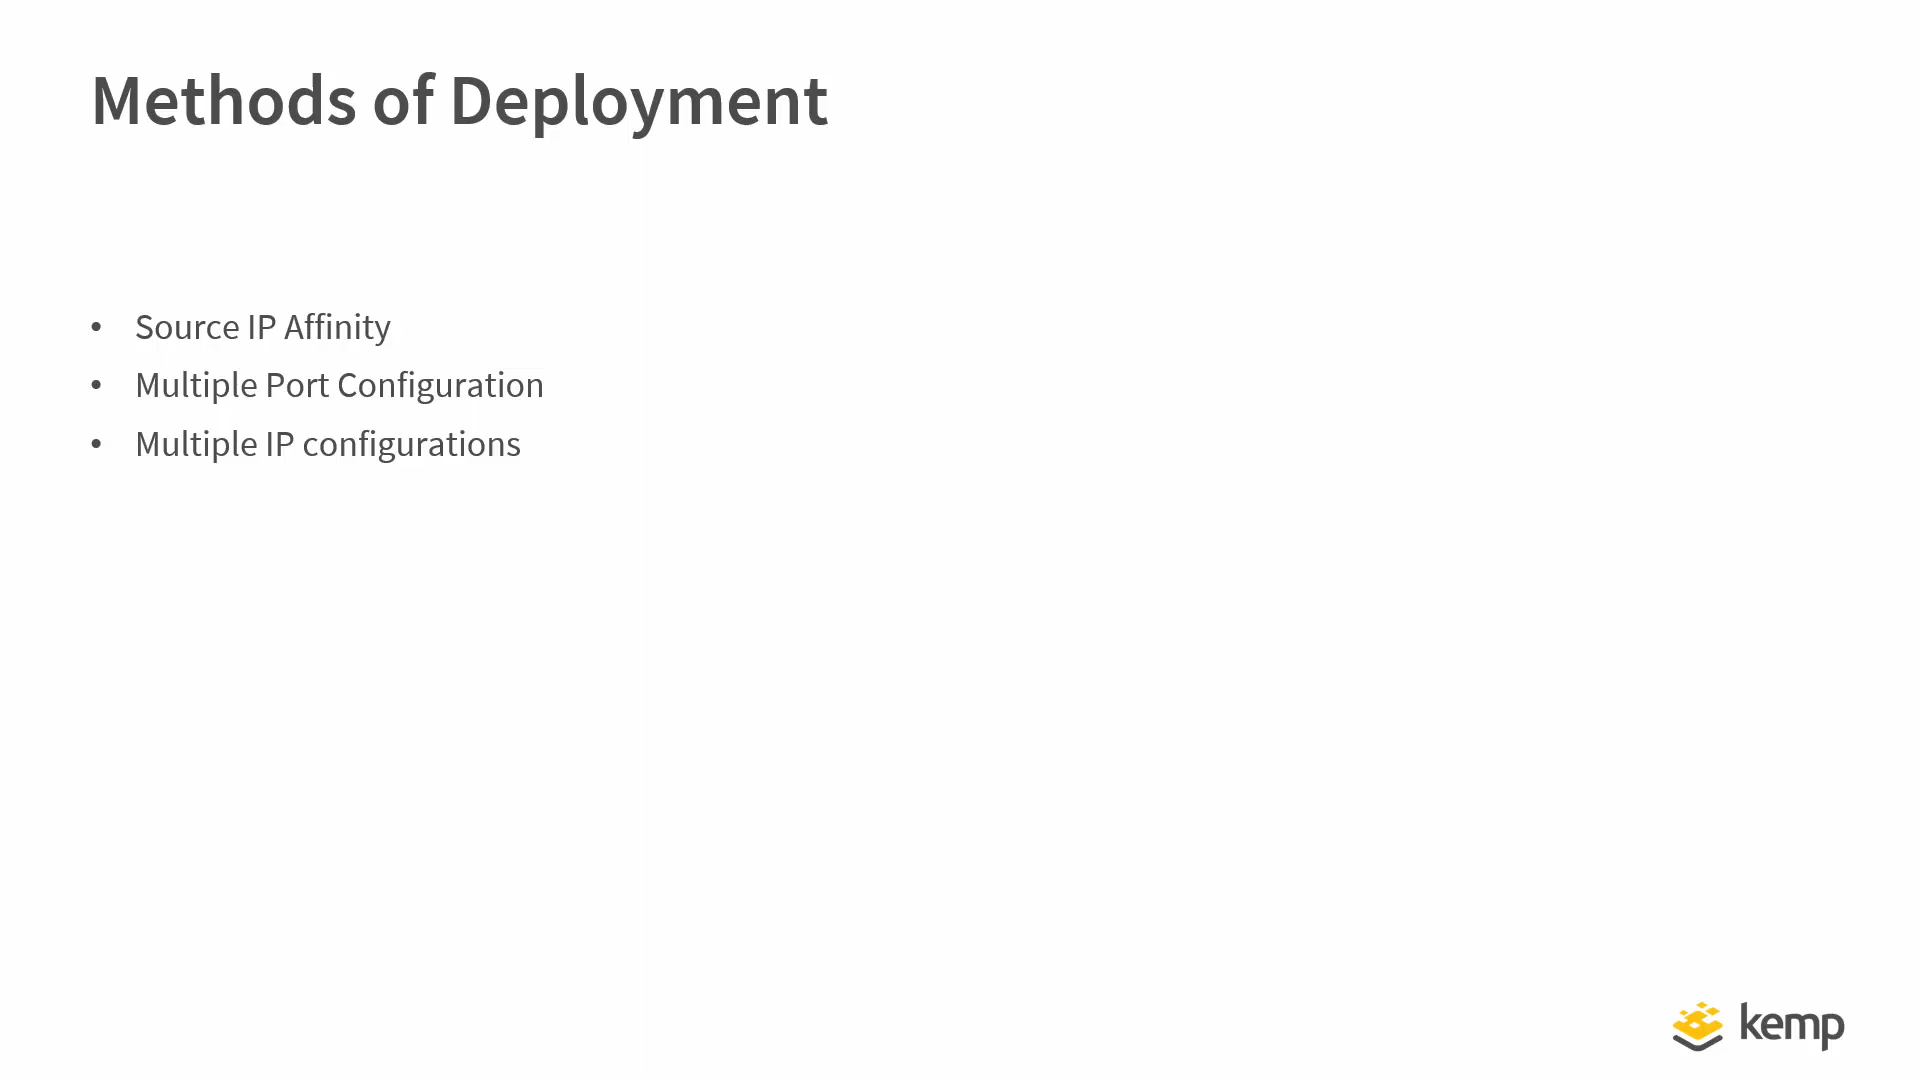 Methods of Deployment
• Source IP Affinity
• Multiple Port Configuration
• Multiple IP configurations
kemp